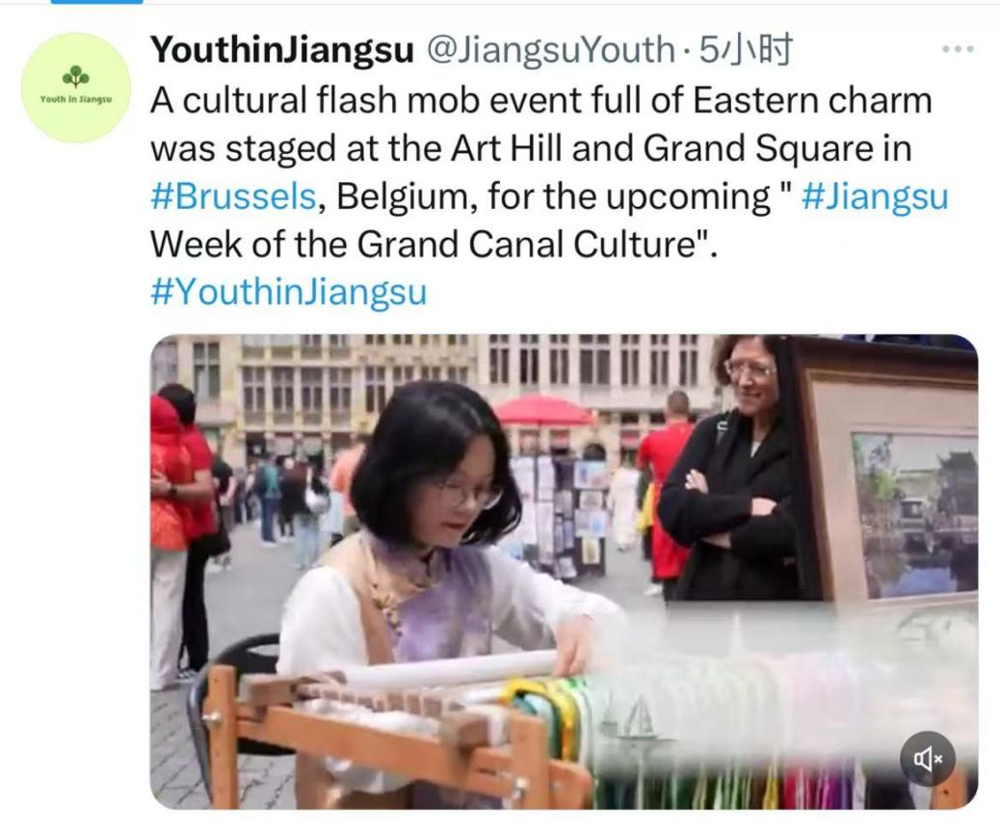 YouthinJiangsu @JiangsuYouth · 5小时
Youth in Jiangsu
A cultural flash mob event full of Eastern charm
was staged at the Art Hill and Grand Square in
#Brussels, Belgium, for the upcoming " #Jiangsu
Week of the Grand Canal Culture".
#YouthinJiangsu